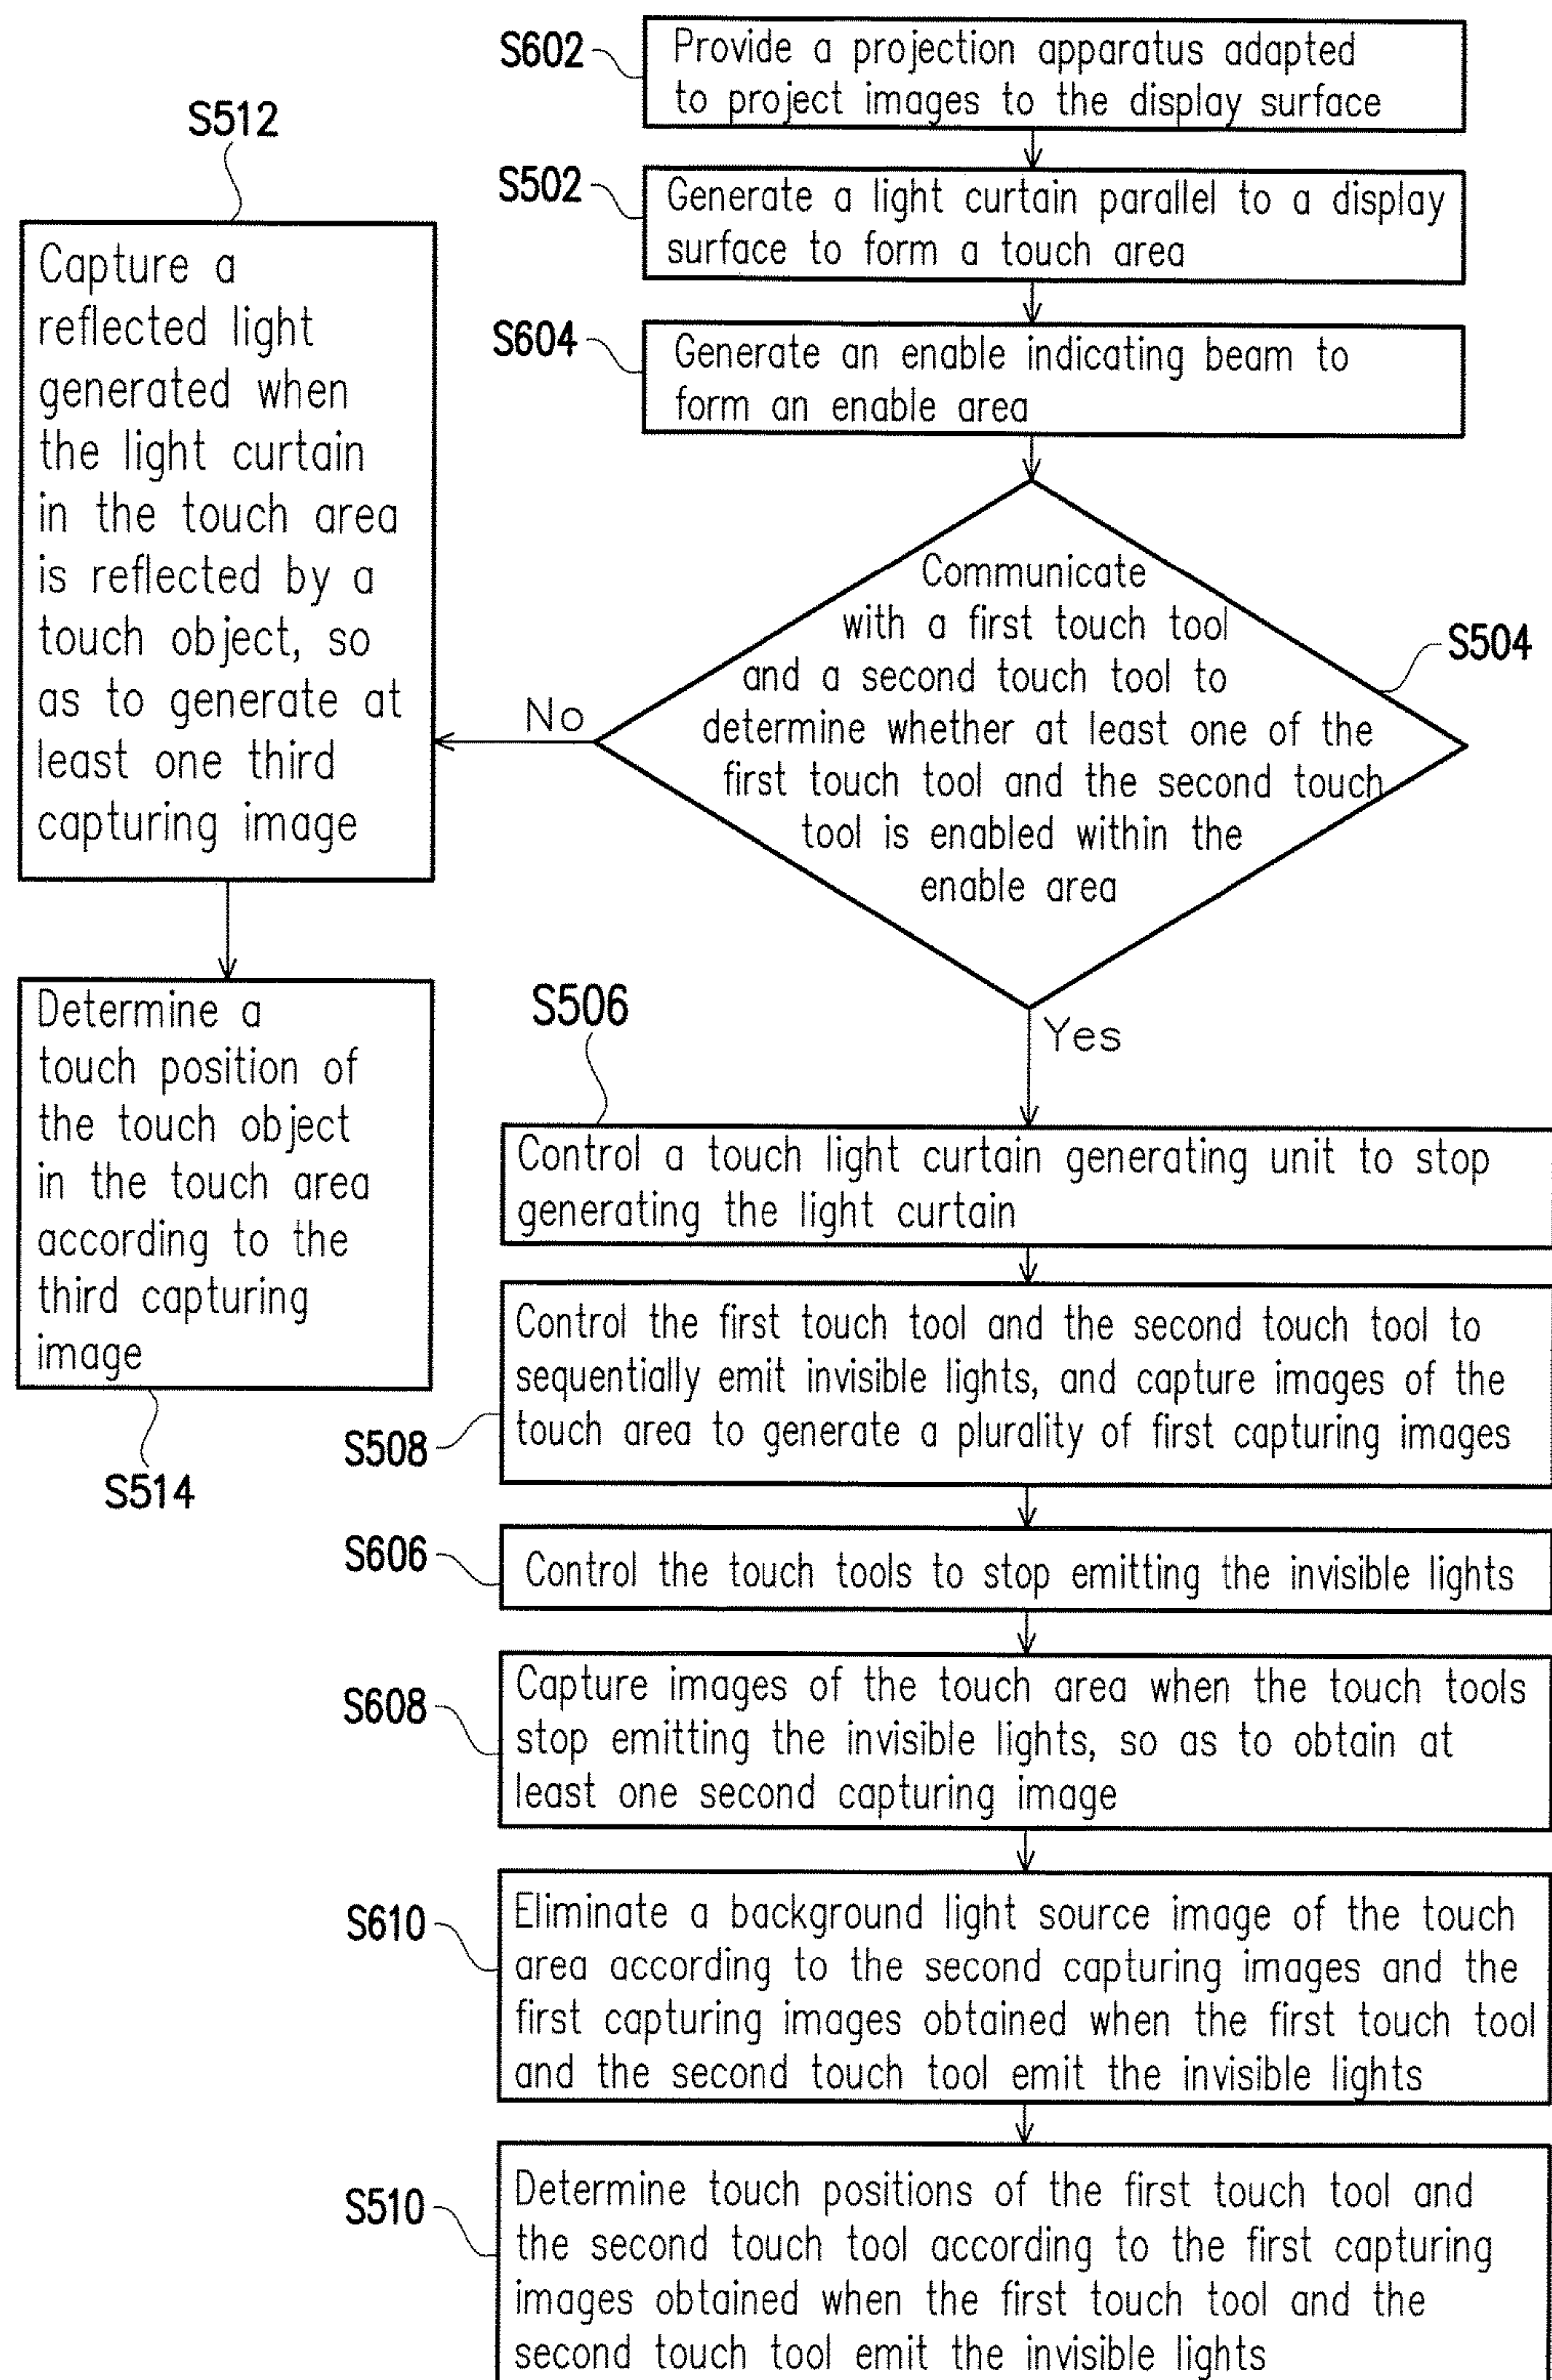 S602
Provide a projection apparatus adapted
to project images to the display surface
S502
Generate a light curtain parallel to a display
surface to form a touch area
S604
Generate an enable indicating beam to
form an enable area
Communicate
with a first touch tool
and a second touch tool to
determine whether at least one of the
first touch tool and the second touch
tool is enabled within the
enable area
S504
No
Yes
S512
Capture a
reflected light
generated when
the light curtain
in the touch area
is reflected by a
touch object, so
as to generate at
least one third
capturing image
Determine a
touch position of
the touch object
in the touch area
according to the
third capturing
image
S514
S506
Control a touch light curtain generating unit to stop
generating the light curtain
Control the first touch tool and the second touch tool to
sequentially emit invisible lights, and capture images of the
touch area to generate a plurality of first capturing images
S508
S606
Control the touch tools to stop emitting the invisible lights
S608
Capture images of the touch area when the touch tools
stop emitting the invisible lights, so as to obtain at
least one second capturing image
S610
Eliminate a background light source image of the touch
area according to the second capturing images and the
first capturing images obtained when the first touch tool
and the second touch tool emit the invisible lights
S510
Determine touch positions of the first touch tool and
the second touch tool according to the first capturing
images obtained when the first touch tool and the
second touch tool emit the invisible lights